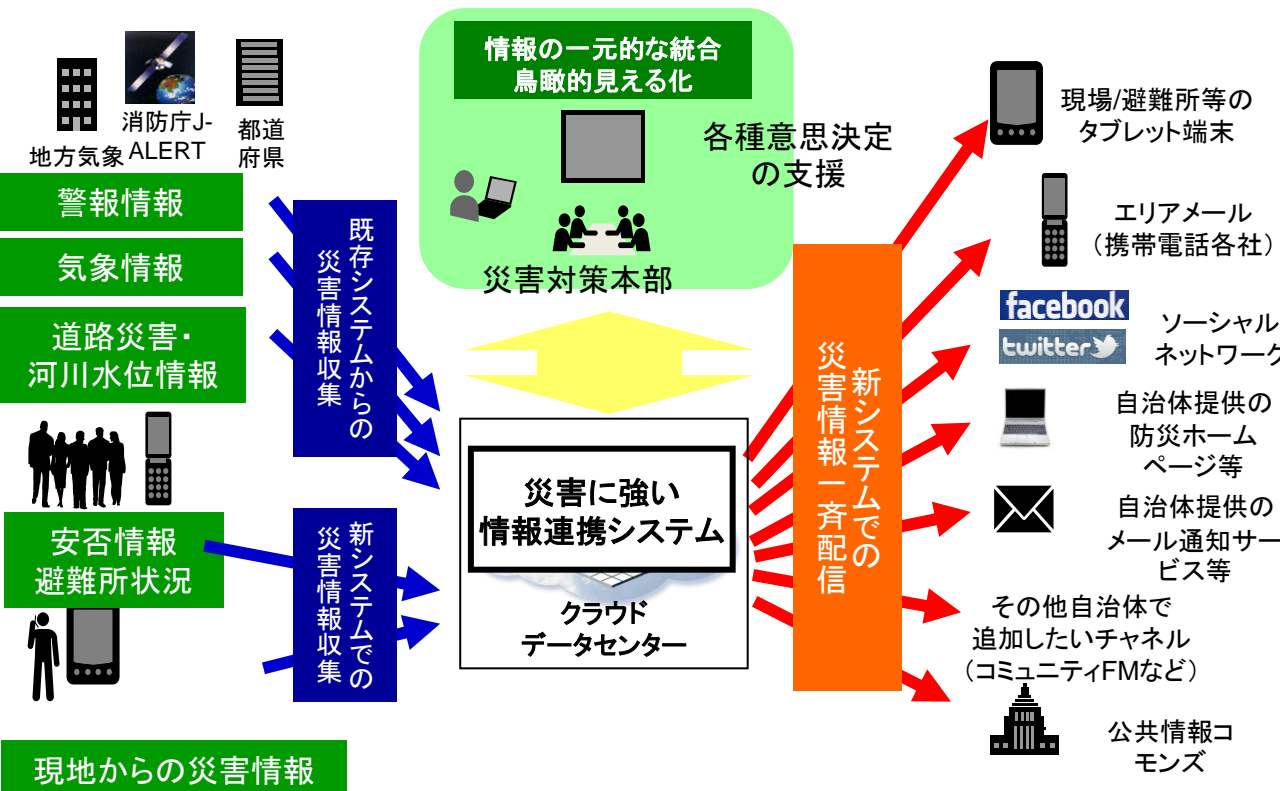 地方気象
消防庁J-
ALERT
都道
府県
警報情報
気象情報
道路災害・
河川水位情報
安否情報
避難所状況
現地からの災害情報
既存システムからの
災害情報収集
新システムでの
災害情報収集
情報の一元的な統合
鳥瞰的見える化
各種意思決定
の支援
災害対策本部
災害に強い
情報連携システム
クラウド
データセンター
新システムでの
災害情報一斉配信
現場/避難所等の
タブレット端末
エリアメール
（携帯電話各社）
facebook
twitter
ソーシャル
ネットワーク
自治体提供の
防災ホーム
ページ等
自治体提供の
メール通知サー
ビス等
その他自治体で
追加したいチャネル
（コミュニティFMなど）
公共情報コ
モンズ